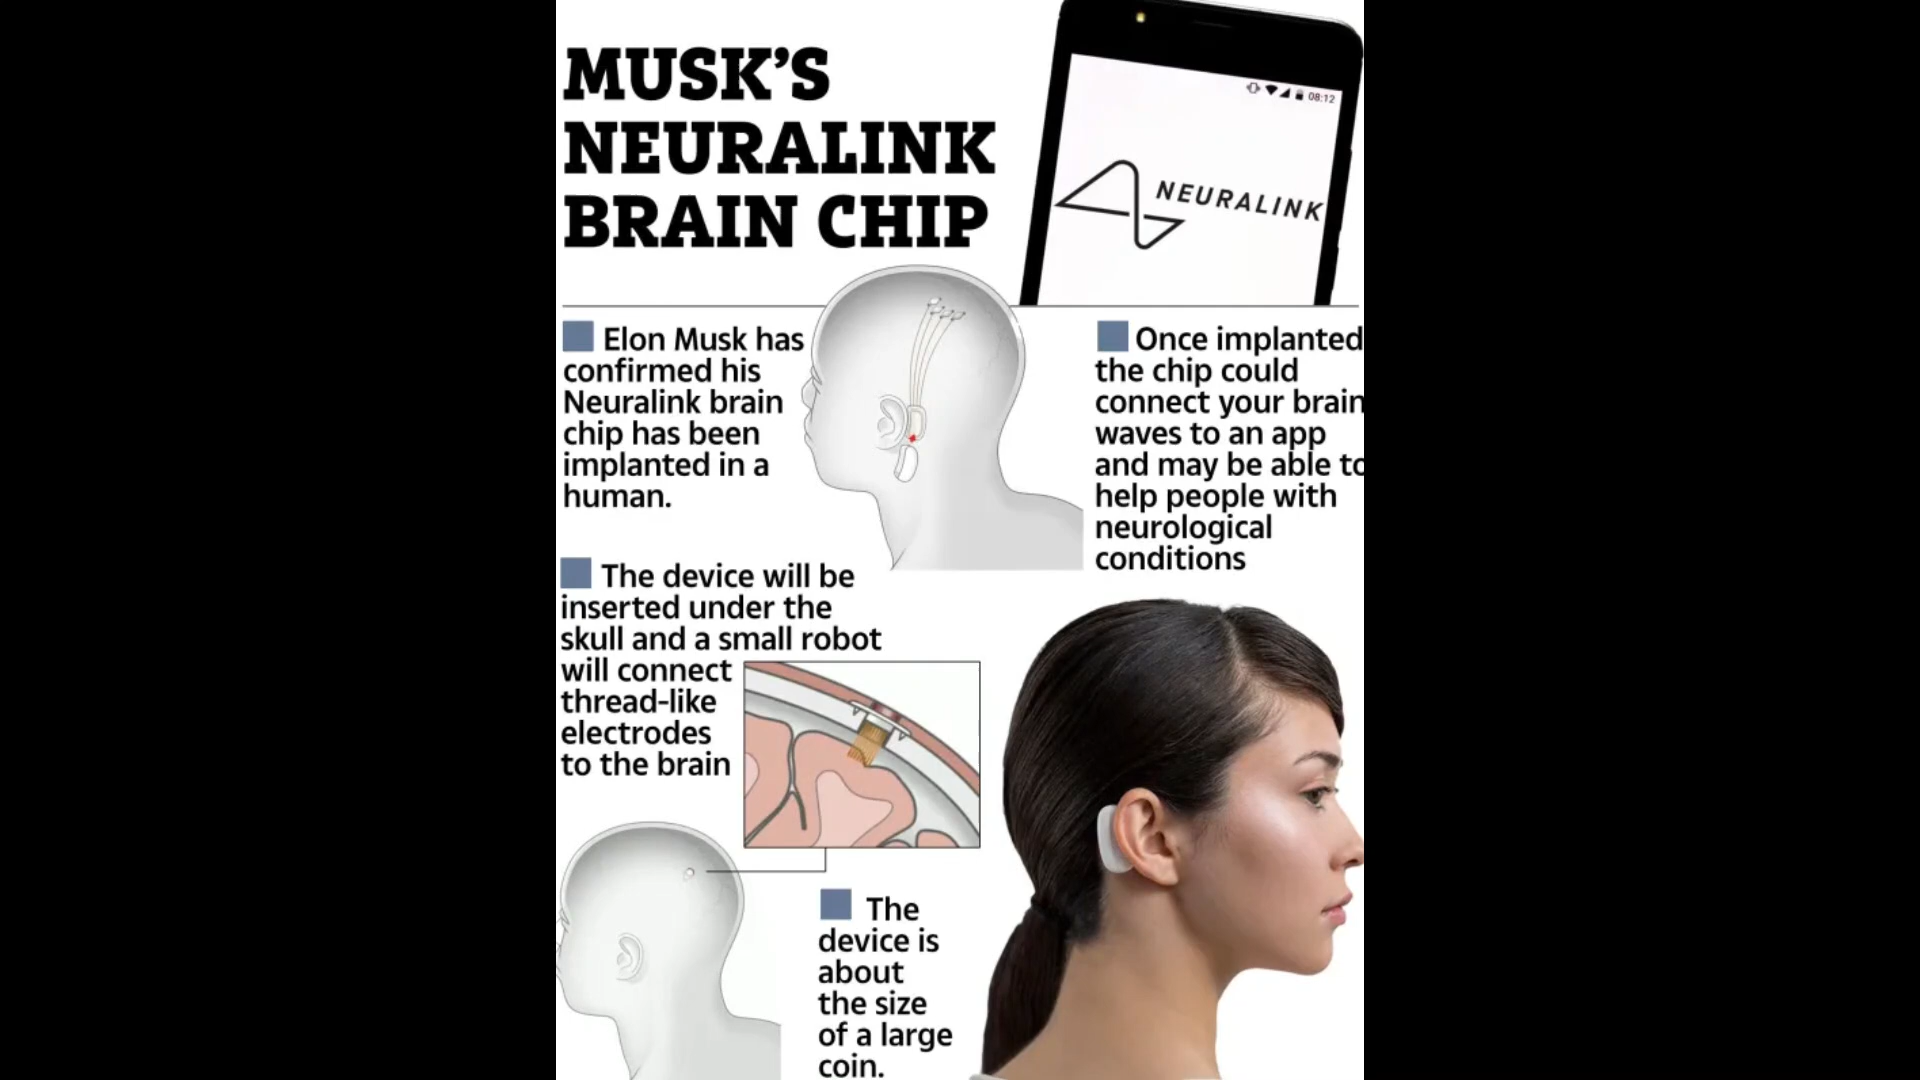 MUSK'S
NEURALINK
BRAIN CHIP
08:12
NEURALINK
Elon Musk has
confirmed his
Neuralink brain
chip has been
implanted in a
human.
Once implanted
the chip could
connect your brain
waves to an app
and may be able to
help people with
neurological
conditions
The device will be
inserted under the
skull and a small robot
will connect
thread-like
electrodes
to the brain
The
device is
about
the size
of a large
coin.